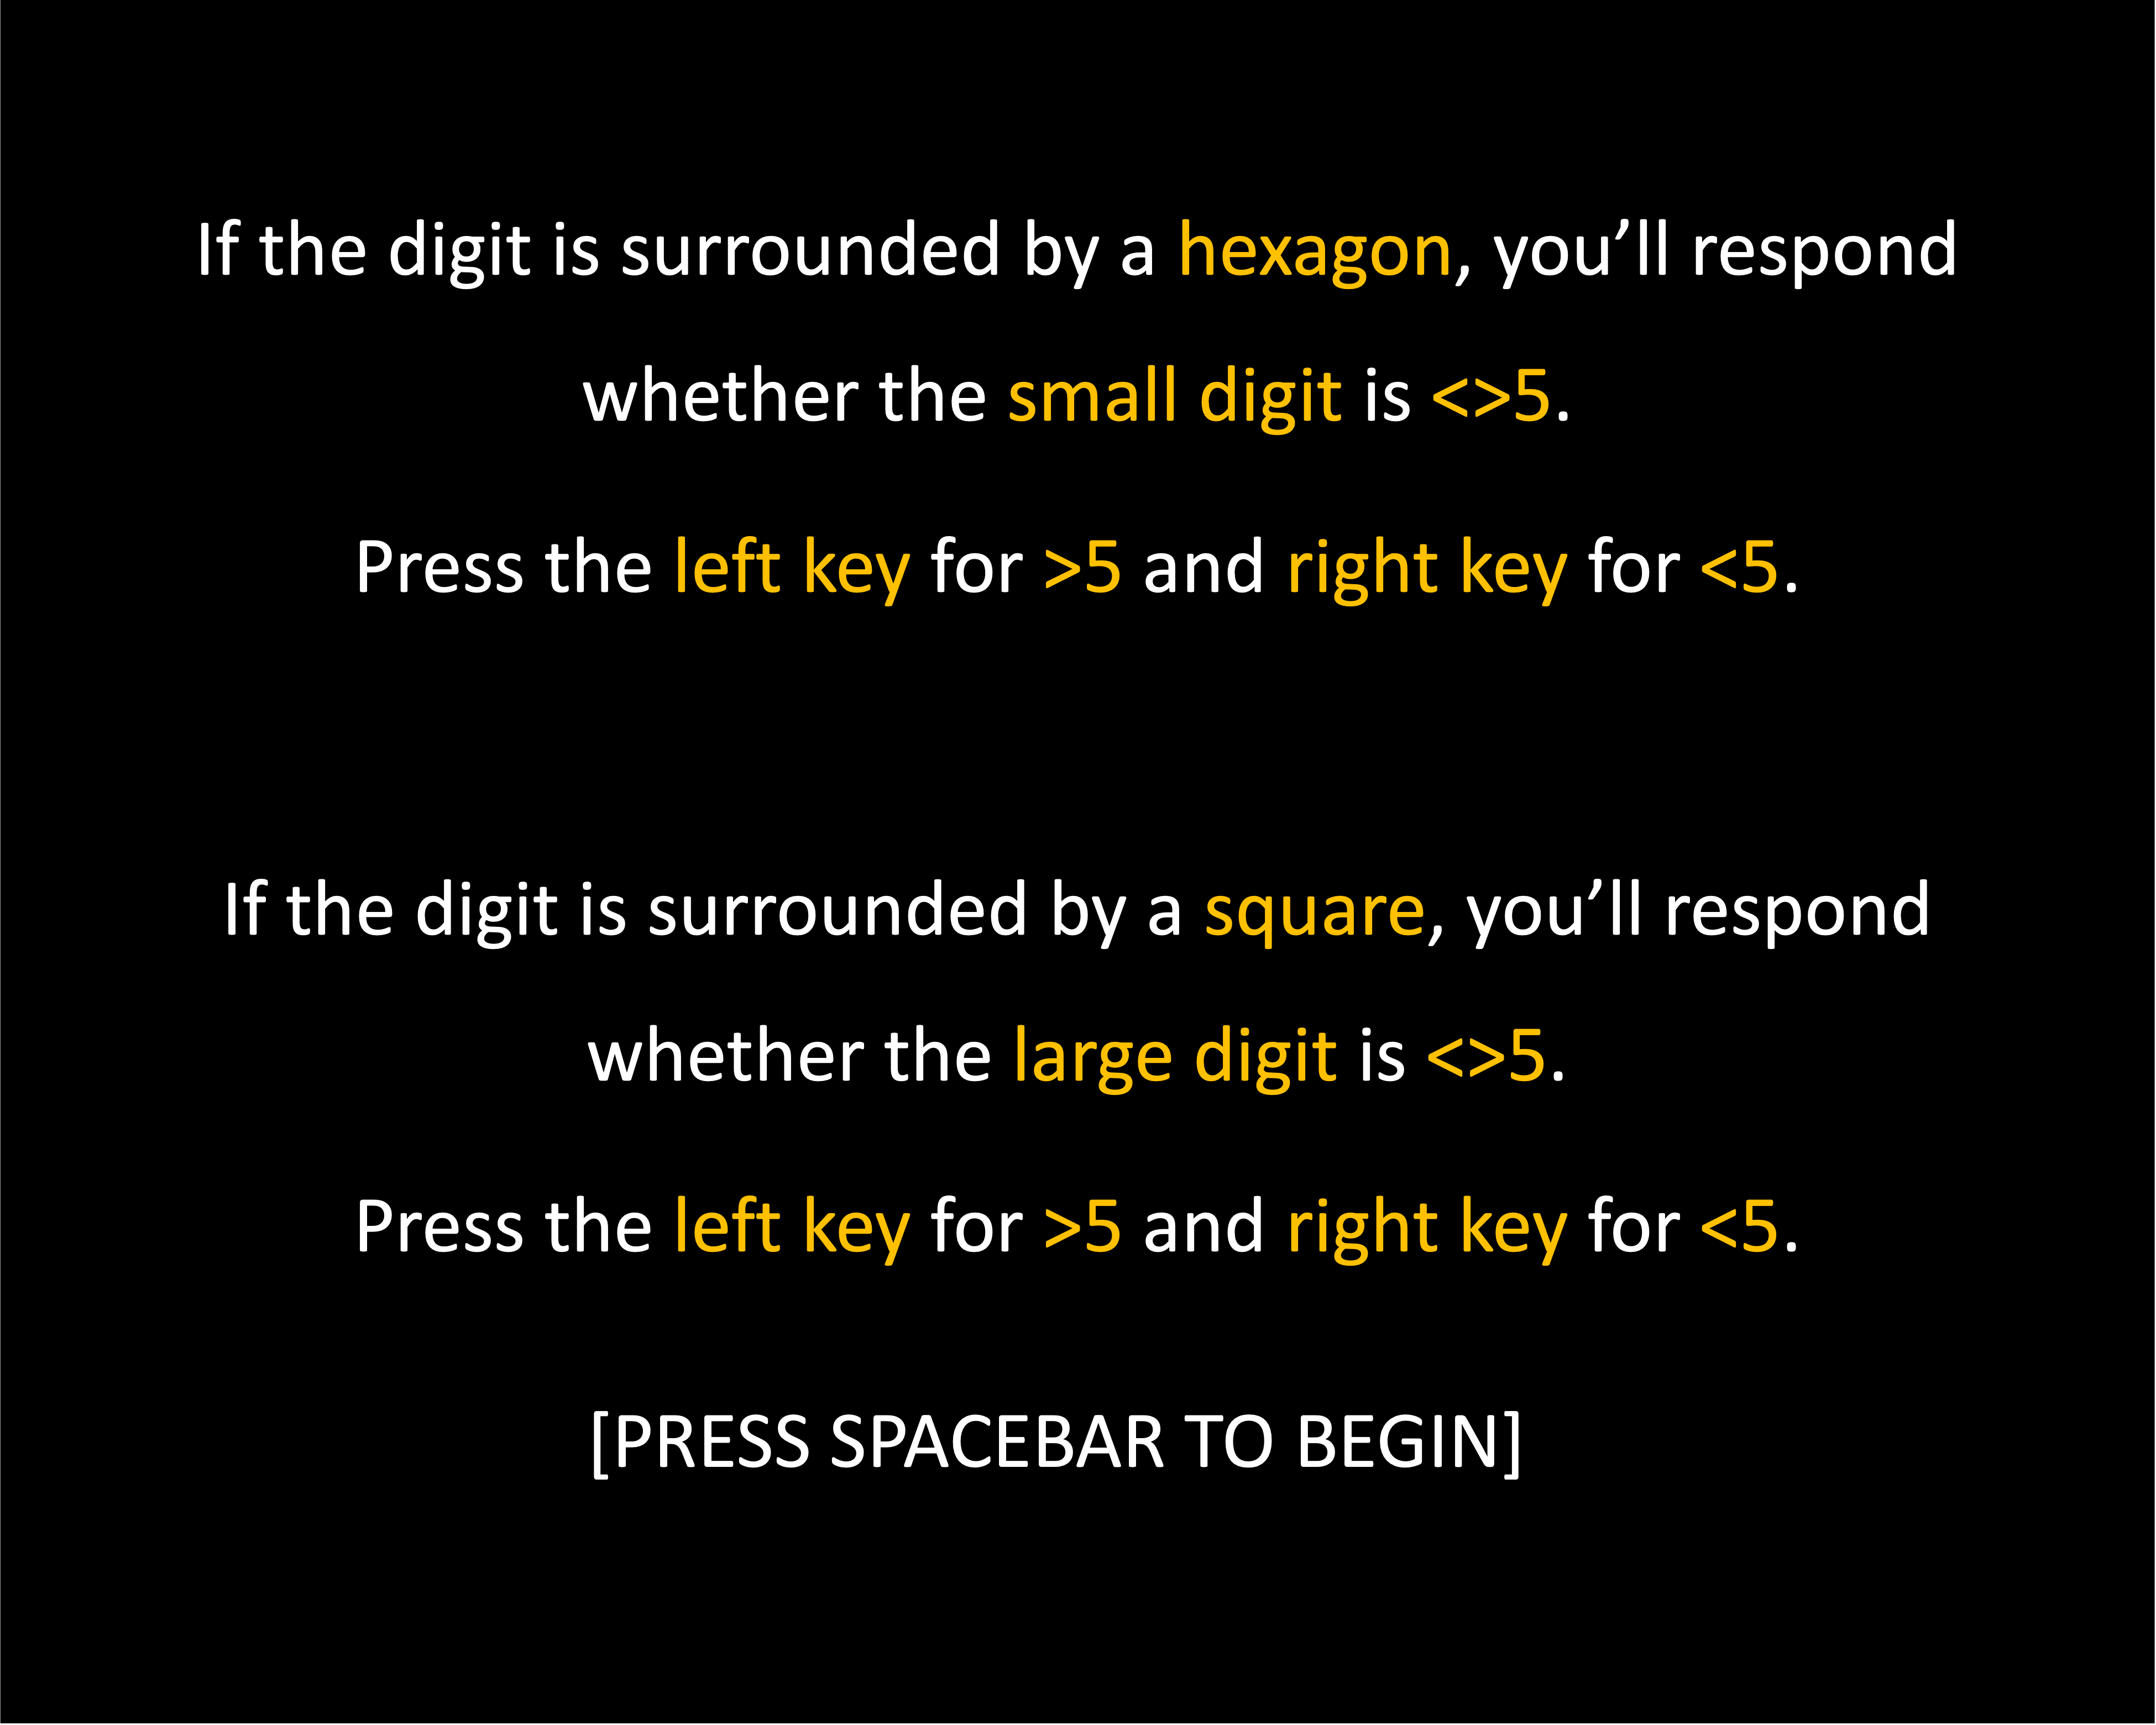 If the digit is surrounded by a hexagon, you’ll respond
whether the small digit is <>5.
Press the left key for >5 and right key for <5.
If the digit is surrounded by a square, you’ll respond
whether the large digit is <>5.
Press the left key for >5 and right key for <5.
[PRESS SPACEBAR TO BEGIN]